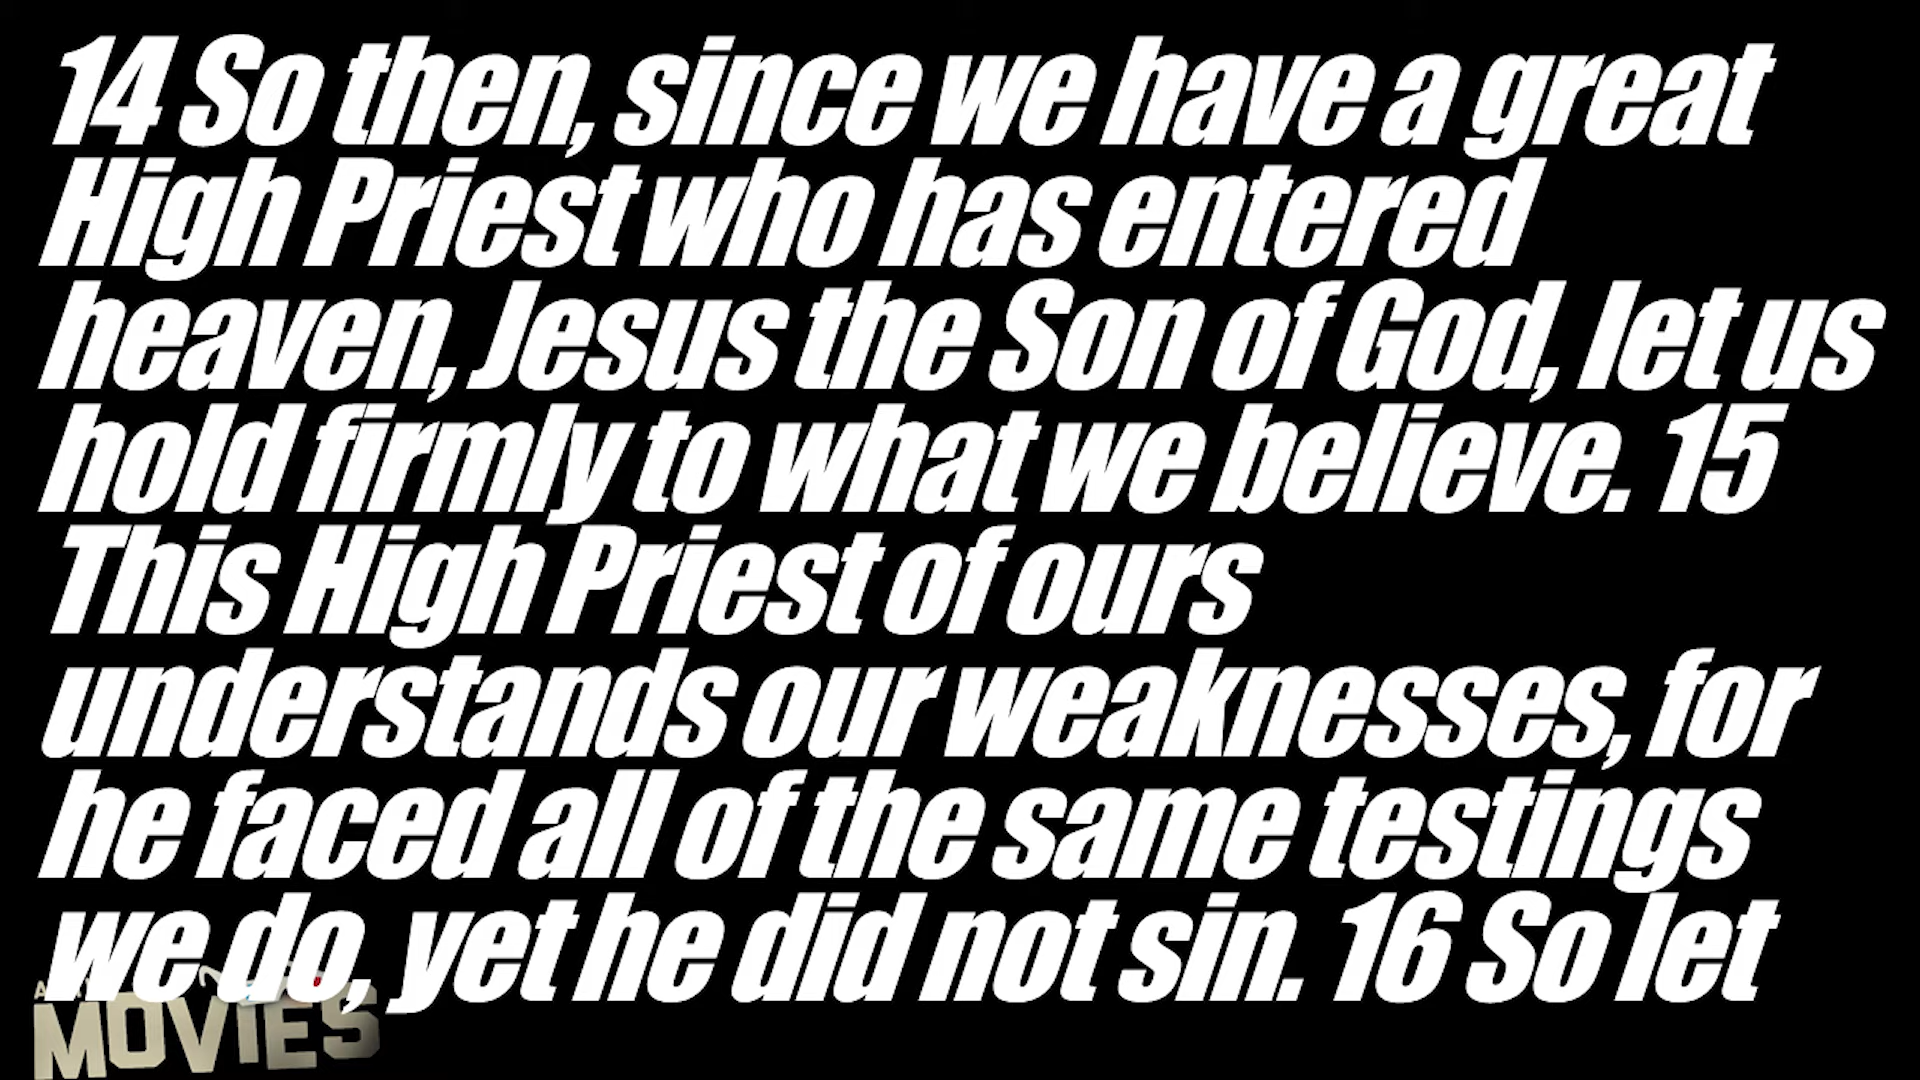 14 So then, since we have a great
High Priest who has entered
heaven, Jesus the Son of God, let us
hold firmly to what we believe. 15
This High Priest of ours
understands our weaknesses, for
he faced all of the same testings
we do, yet he did not sin. 16 So let
MOVIES